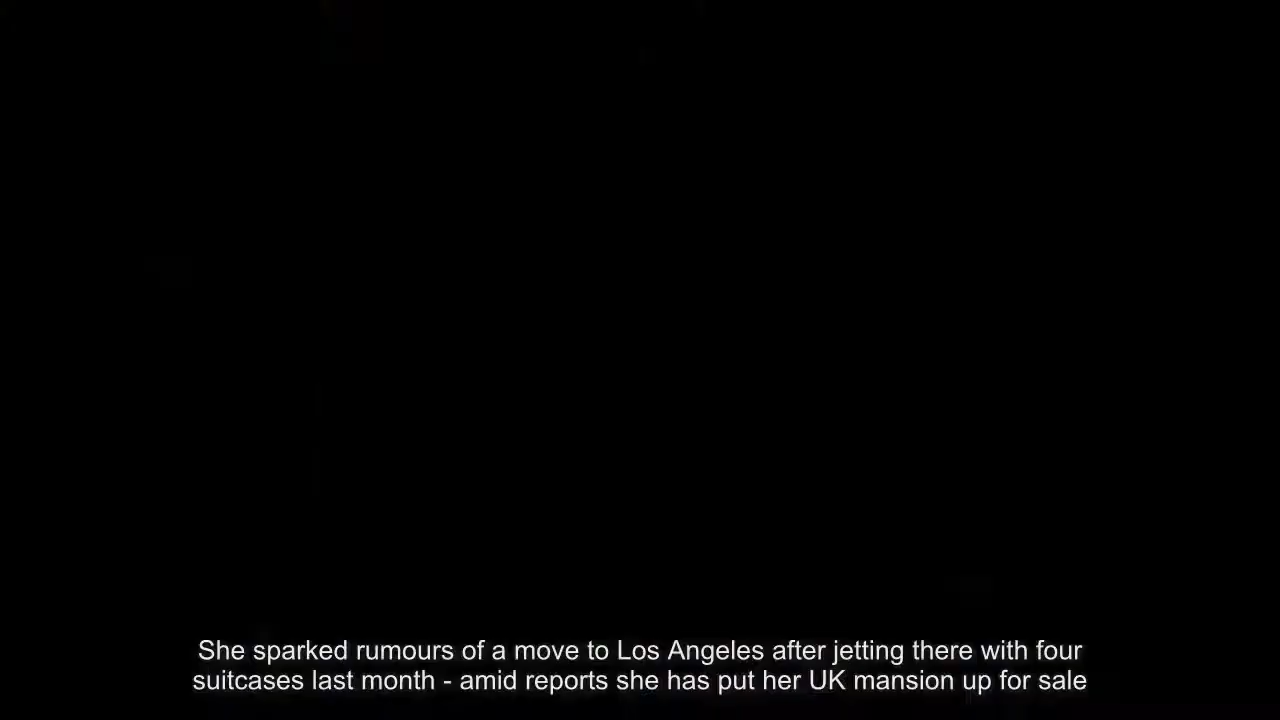 She sparked rumours of a move to Los Angeles after jetting there with four
suitcases last month - amid reports she has put her UK mansion up for sale